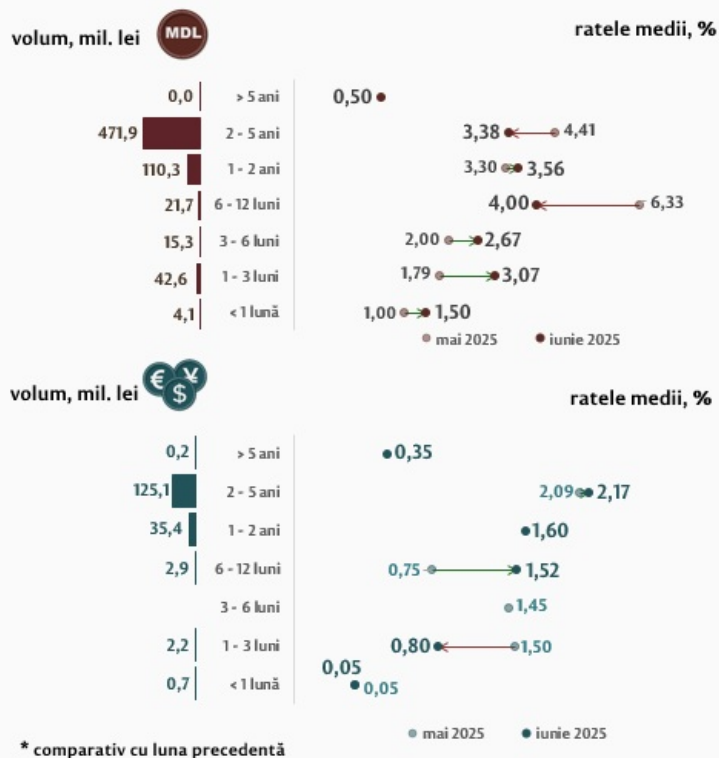 volum, mil. lei MDL ratele medii, %
0,0 > 5 ani 0,50
471,9 2 - 5 ani 3,38 4,41
110,3 1 - 2 ani 3,30 3,56
21,7 6 - 12 luni 4,00 6,33
15,3 3 - 6 luni 2,00 2,67
42,6 1 - 3 luni 1,79 3,07
4,1 < 1 lună 1,00 1,50
mai 2025 iunie 2025
volum, mil. lei € ¥ $ ratele medii, %
0,2 > 5 ani 0,35
125,1 2 - 5 ani 2,09 2,17
35,4 1 - 2 ani 1,60
2,9 6 - 12 luni 0,75 1,52
3 - 6 luni 1,45
2,2 1 - 3 luni 0,80 1,50
0,05
0,7 < 1 lună 0,05
mai 2025 iunie 2025
* comparativ cu luna precedentă